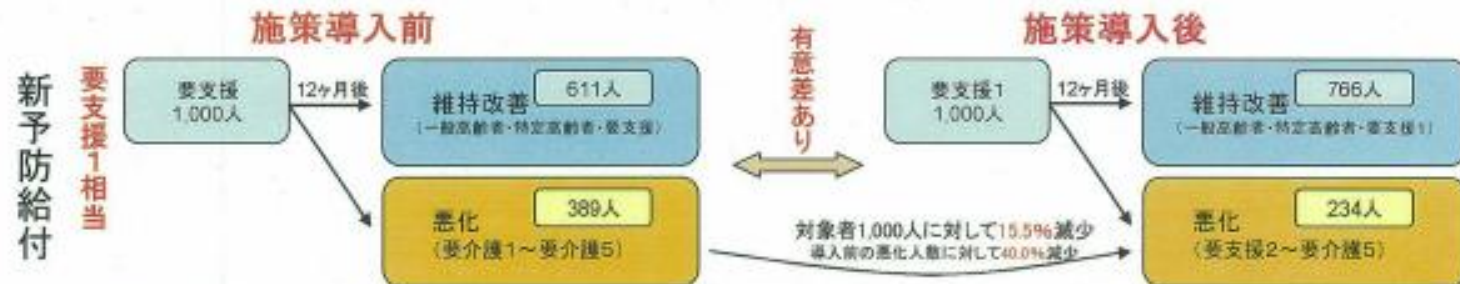 施策導入前
有意差あり
施策導入後
新予防給付
要支援1相当
要支援
1,000人
12ヶ月後
維持改善
611人
(一般高齢者・特定高齢者・要支援)
悪化
389人
(要介護1〜要介護5)
対象者1,000人に対して15.5%減少
導入前の悪化人数に対して40.0%減少
要支援1
1,000人
12ヶ月後
維持改善
766人
(一般高齢者・特定高齢者・要支援1)
悪化
234人
(要支援2〜要介護5)